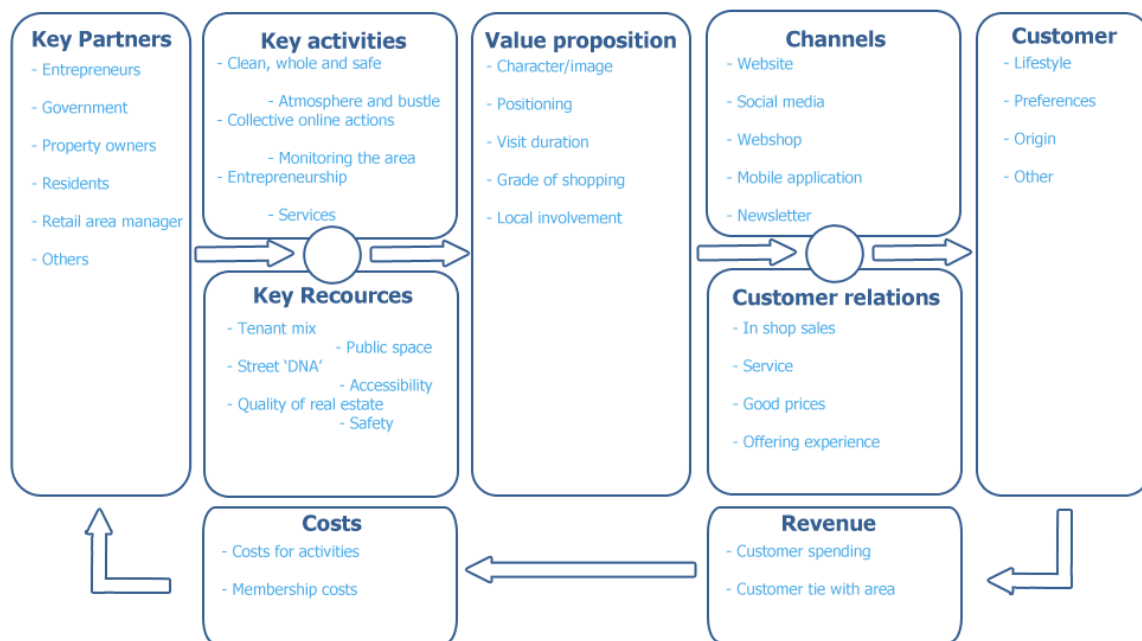 Key Partners
- Entrepreneurs
- Government
- Property owners
- Residents
- Retail area manager
- Others
Key activities
- Clean, whole and safe
- Atmosphere and bustle
- Collective online actions
- Monitoring the area
- Entrepreneurship
- Services
Key Recources
- Tenant mix
- Public space
- Street ‘DNA’
- Accessibility
- Quality of real estate
- Safety
Value proposition
- Character/image
- Positioning
- Visit duration
- Grade of shopping
- Local involvement
Channels
- Website
- Social media
- Webshop
- Mobile application
- Newsletter
Customer relations
- In shop sales
- Service
- Good prices
- Offering experience
Customer
- Lifestyle
- Preferences
- Origin
- Other
Costs
- Costs for activities
- Membership costs
Revenue
- Customer spending
- Customer tie with area